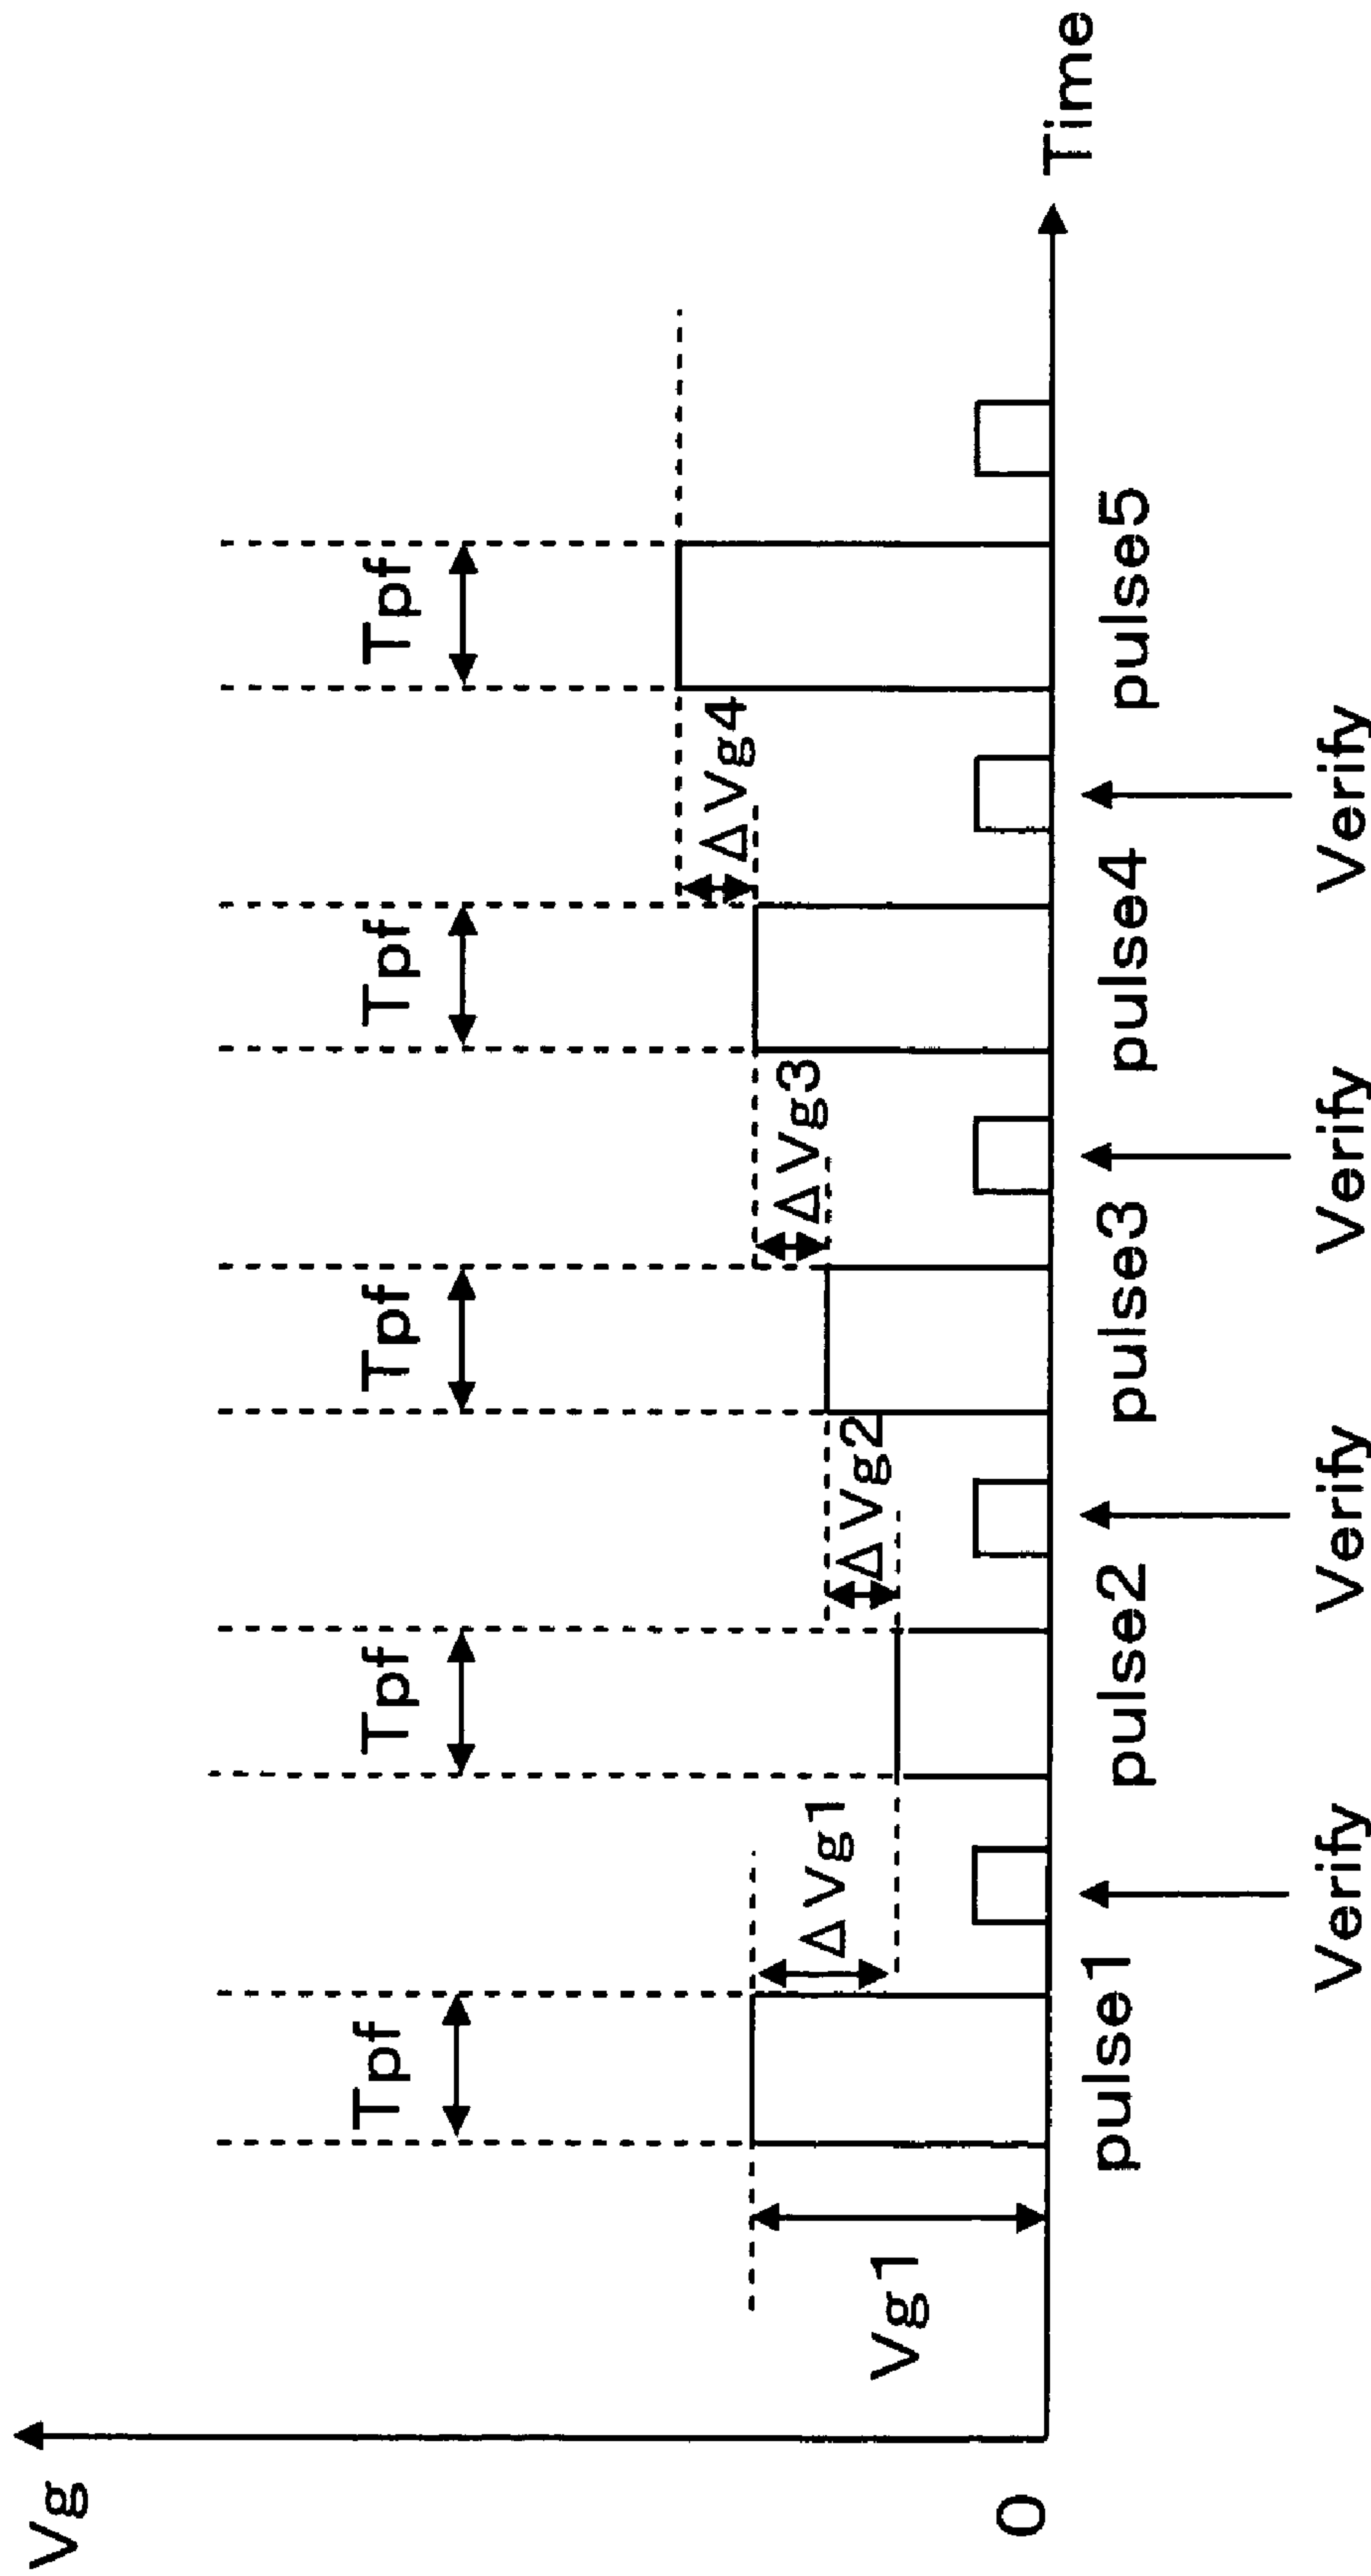 Vg
Tpf
Tpf
Tpf
Tpf
Tpf
ΔVg4
ΔVg3
ΔVg2
ΔVg1
Vg1
0
Time
pulse1
pulse2
pulse3
pulse4
pulse5
Verify
Verify
Verify
Verify